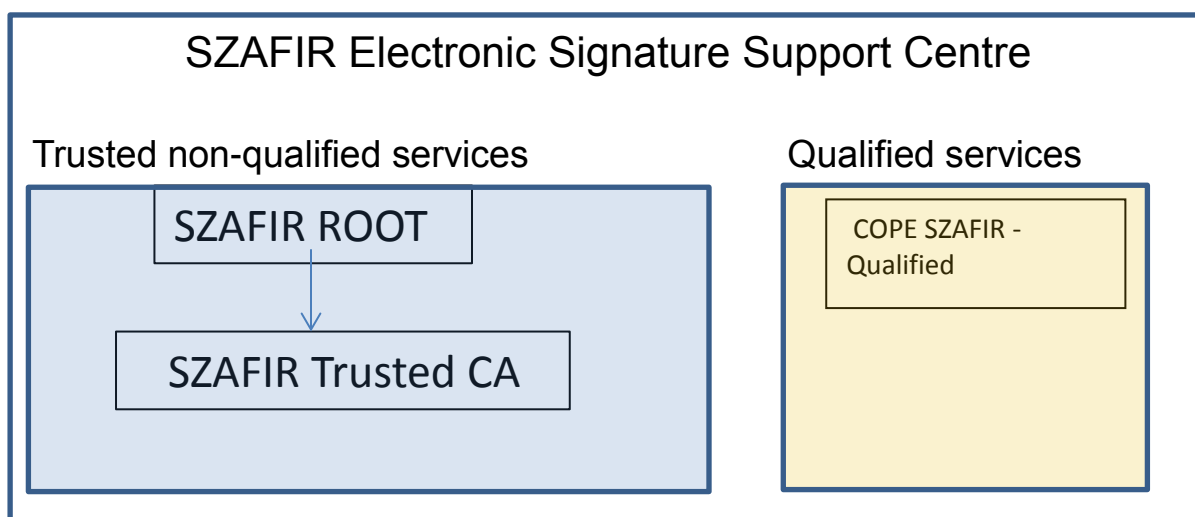 SZAFIR Electronic Signature Support Centre
Trusted non-qualified services
SZAFIR ROOT
SZAFIR Trusted CA
Qualified services
COPE SZAFIR -
Qualified